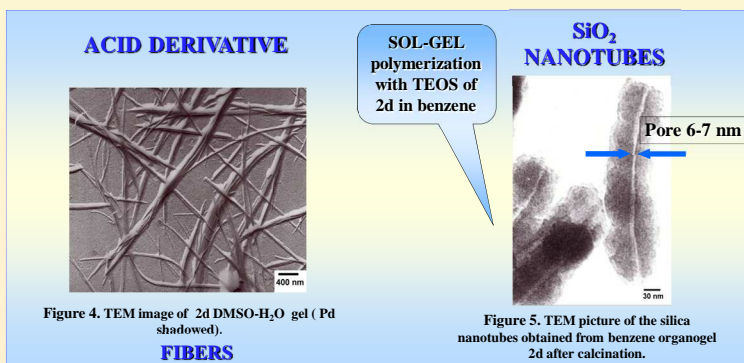 ACID DERIVATIVE
400 nm
Figure 4. TEM image of 2d DMSO-H₂O gel ( Pd
shadowed).
FIBERS
SOL-GEL
polymerization
with TEOS of
2d in benzene
SiO₂
NANOTUBES
Pore 6-7 nm
30 nm
Figure 5. TEM picture of the silica
nanotubes obtained from benzene organogel
2d after calcination.